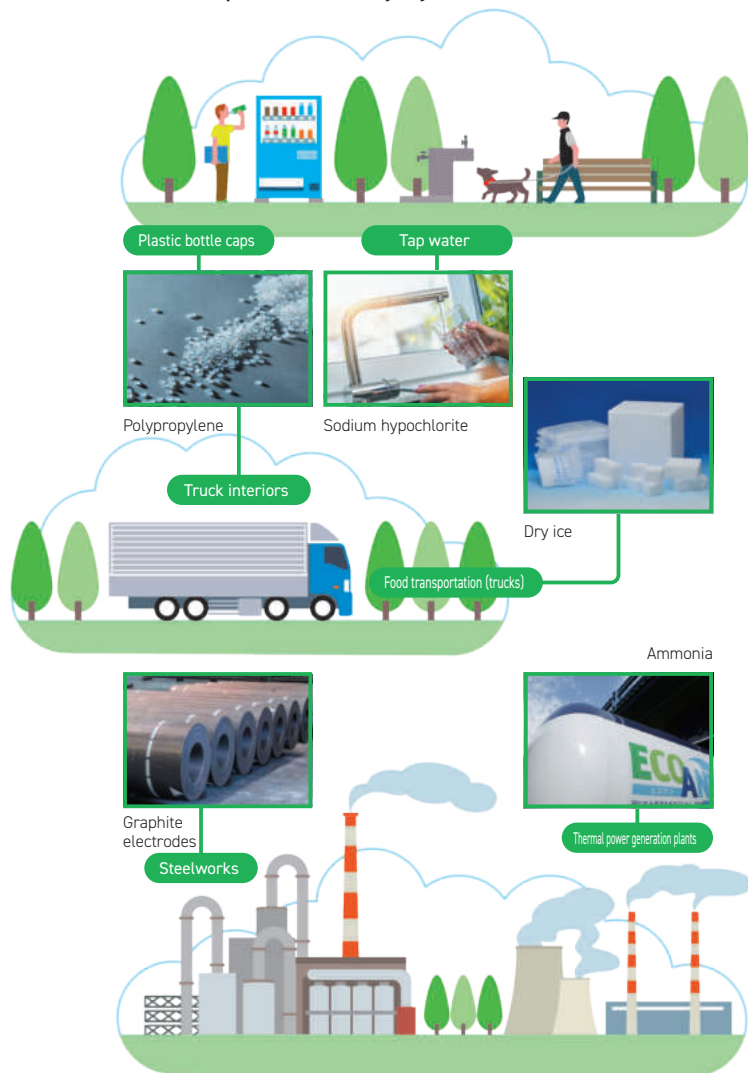 Plastic bottle caps
Tap water
Polypropylene
Sodium hypochlorite
Truck interiors
Dry ice
Food transportation (trucks)
Ammonia
ECO
Graphite
electrodes
Thermal power generation plants
Steelworks